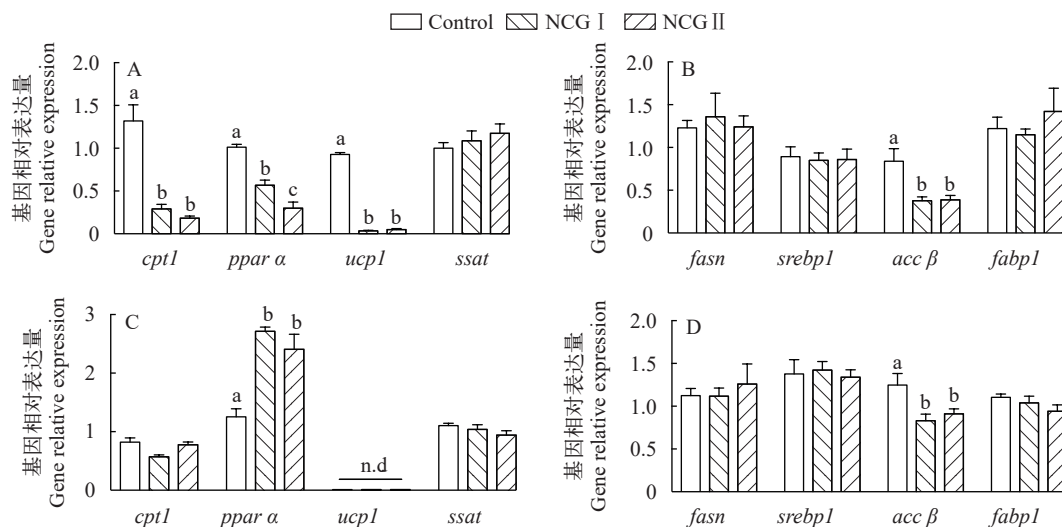 Control NCG Ⅰ NCG Ⅱ
基因相对表达量
Gene relative expression
2.0
1.5
1.0
0.5
0
A
a
b
b
a
b
c
a
b
b
cpt1 ppar α ucp1 ssat
基因相对表达量
Gene relative expression
2.0
1.5
1.0
0.5
0
B
a
b
b
fasn srebp1 acc β fabp1
基因相对表达量
Gene relative expression
3
2
1
0
C
a
b
b
n.d
cpt1 ppar α ucp1 ssat
基因相对表达量
Gene relative expression
2.0
1.5
1.0
0.5
0
D
a
b
b
fasn srebp1 acc β fabp1